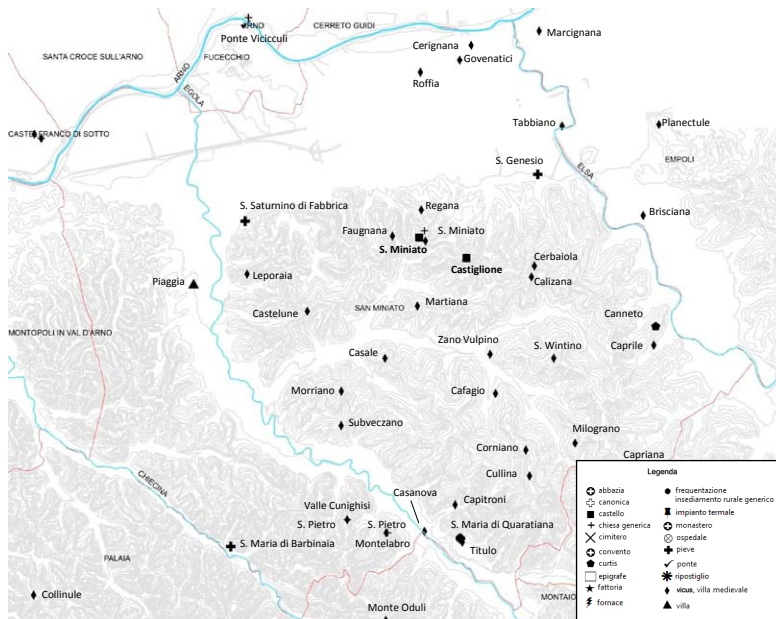 ARNO
Ponte Vicicculi
CERRETO GUIDI
Marcignana
SANTA CROCE SULL'ARNO
FUCECCHIO
Cerignana
Govenatici
ARNO
Roffia
EGOLA
CASTELFRANCO DI SOTTO
Tabbiano
Planectule
S. Genesio
EMPOLI
ELSA
S. Saturnino di Fabbrica
Regana
Brisciana
Faugnana
S. Miniato
S. Miniato
Castiglione
Cerbaiola
Leporaia
Calizana
Piaggia
Martiana
Castelune
SAN MINIATO
Canneto
MONTOPOLI IN VAL D'ARNO
Zano Vulpino
S. Wintino
Caprile
Casale
Morriano
Cafagio
Subveczano
Milograno
Corniano
Capriana
CHIECINA
Cullina
Casanova
Capitroni
Valle Cunighisi
S. Pietro
S. Pietro
S. Maria di Quaratiana
Montelabro
S. Maria di Barbinaia
Titulo
PALAIA
Collinule
MONTAIO
Monte Oduli
Legenda
abbazia
canonica
castello
chiesa generica
cimitero
convento
curtis
epigrafe
fattoria
fornace
frequentazione
insediamento rurale generico
impianto termale
monastero
ospedale
pieve
ponte
ripostiglio
vicus, villa medievale
villa